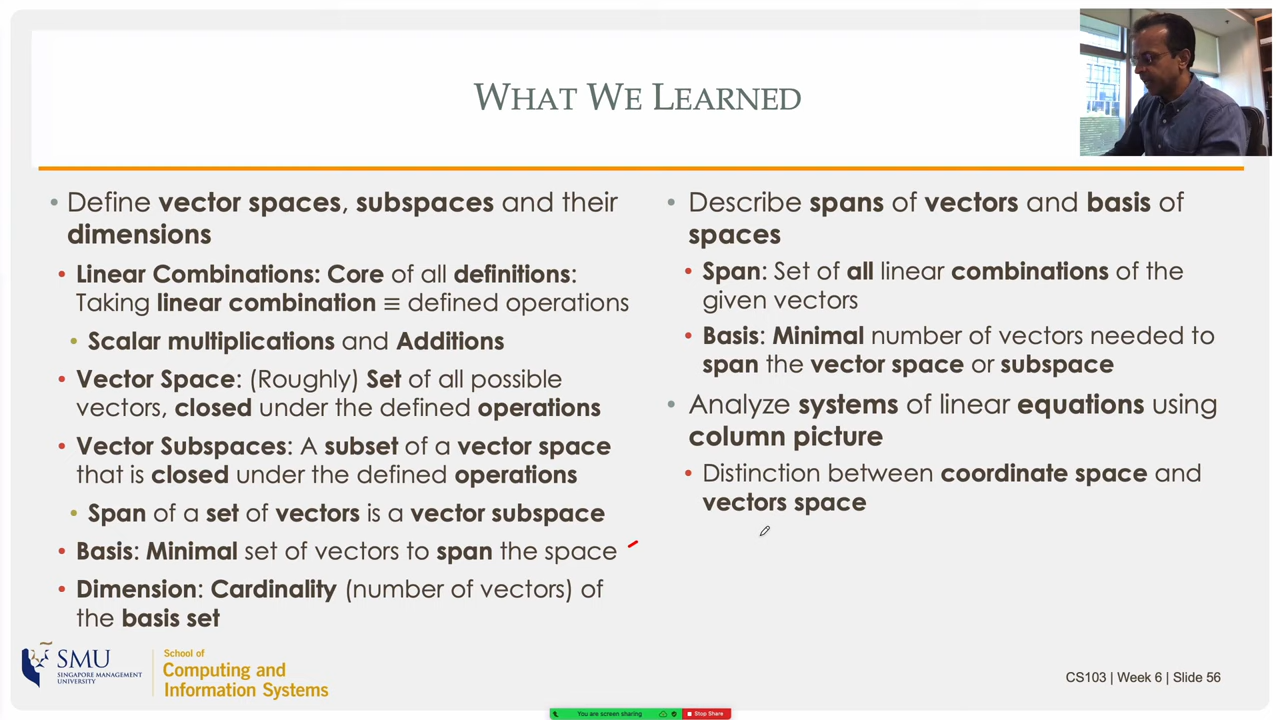 WHAT WE LEARNED
• Define vector spaces, subspaces and their
dimensions
• Linear Combinations: Core of all definitions:
Taking linear combination ≡ defined operations
• Scalar multiplications and Additions
• Vector Space: (Roughly) Set of all possible
vectors, closed under the defined operations
• Vector Subspaces: A subset of a vector space
that is closed under the defined operations
• Span of a set of vectors is a vector subspace
• Basis: Minimal set of vectors to span the space
• Dimension: Cardinality (number of vectors) of
the basis set
• Describe spans of vectors and basis of
spaces
• Span: Set of all linear combinations of the
given vectors
• Basis: Minimal number of vectors needed to
span the vector space or subspace
• Analyze systems of linear equations using
column picture
• Distinction between coordinate space and
vectors space
SMU
SINGAPORE MANAGEMENT
UNIVERSITY
School of
Computing and
Information Systems
CS103 | Week 6 | Slide 56
You are screen sharing
Stop Share